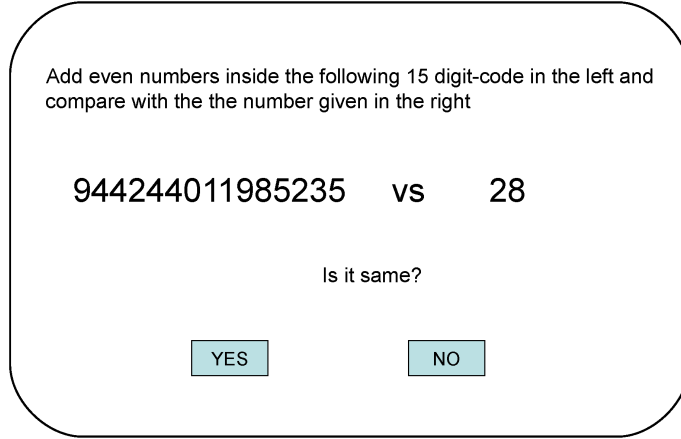 Add even numbers inside the following 15 digit-code in the left and
compare with the the number given in the right
944244011985235 vs 28
Is it same?
YES NO